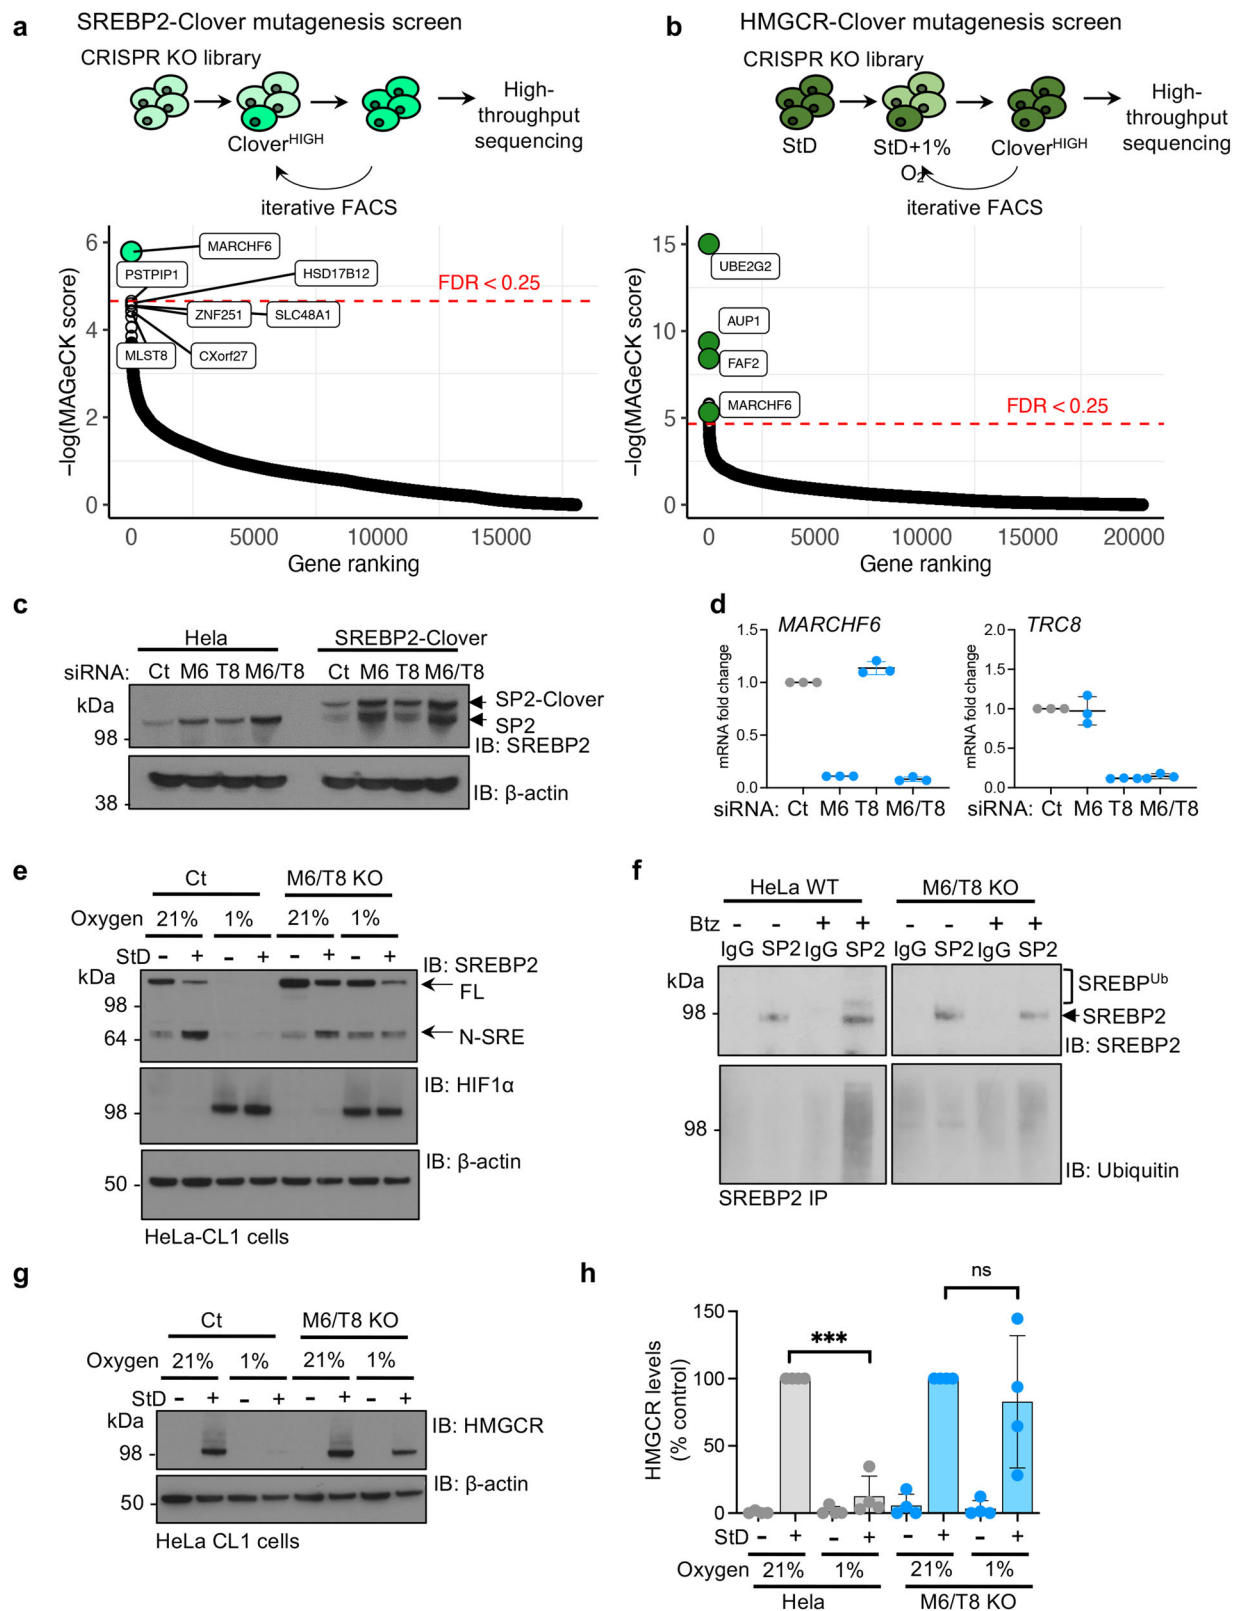 a
SREBP2-Clover mutagenesis screen
CRISPR KO library
Clover^HIGH
High-
throughput
sequencing
iterative FACS
−log(MAGeCK score)
6
4
2
0
MARCHF6
PSTPIP1
HSD17B12
FDR < 0.25
ZNF251
SLC48A1
MLST8
CXorf27
0 5000 10000 15000
Gene ranking
b
HMGCR-Clover mutagenesis screen
CRISPR KO library
StD
StD+1%
O2
Clover^HIGH
High-
throughput
sequencing
iterative FACS
−log(MAGeCK score)
15
10
5
0
UBE2G2
AUP1
FAF2
MARCHF6
FDR < 0.25
0 5000 10000 15000 20000
Gene ranking
c
Hela SREBP2-Clover
siRNA: Ct M6 T8 M6/T8 Ct M6 T8 M6/T8
kDa
SP2-Clover
SP2
98 -
IB: SREBP2
IB: β-actin
38 -
d
MARCHF6
mRNA fold change
1.5
1.0
0.5
0.0
siRNA: Ct M6 T8 M6/T8
TRC8
mRNA fold change
2.0
1.5
1.0
0.5
0.0
siRNA: Ct M6 T8 M6/T8
e
Ct M6/T8 KO
Oxygen 21% 1% 21% 1%
StD - + - + - + - +
kDa
IB: SREBP2
FL
98 -
64 -
N-SRE
IB: HIF1α
98 -
IB: β-actin
50 -
HeLa-CL1 cells
f
HeLa WT M6/T8 KO
Btz - - + + - - + +
IgG SP2 IgG SP2 IgG SP2 IgG SP2
kDa
SREBP^Ub
98 -
SREBP2
IB: SREBP2
98 -
IB: Ubiquitin
SREBP2 IP
g
Ct M6/T8 KO
Oxygen 21% 1% 21% 1%
StD - + - + - + - +
kDa
IB: HMGCR
98 -
IB: β-actin
50 -
HeLa CL1 cells
h
HMGCR levels
(% control)
150
100
50
0
***
ns
StD - + - + - + - +
Oxygen 21% 1% 21% 1%
Hela M6/T8 KO